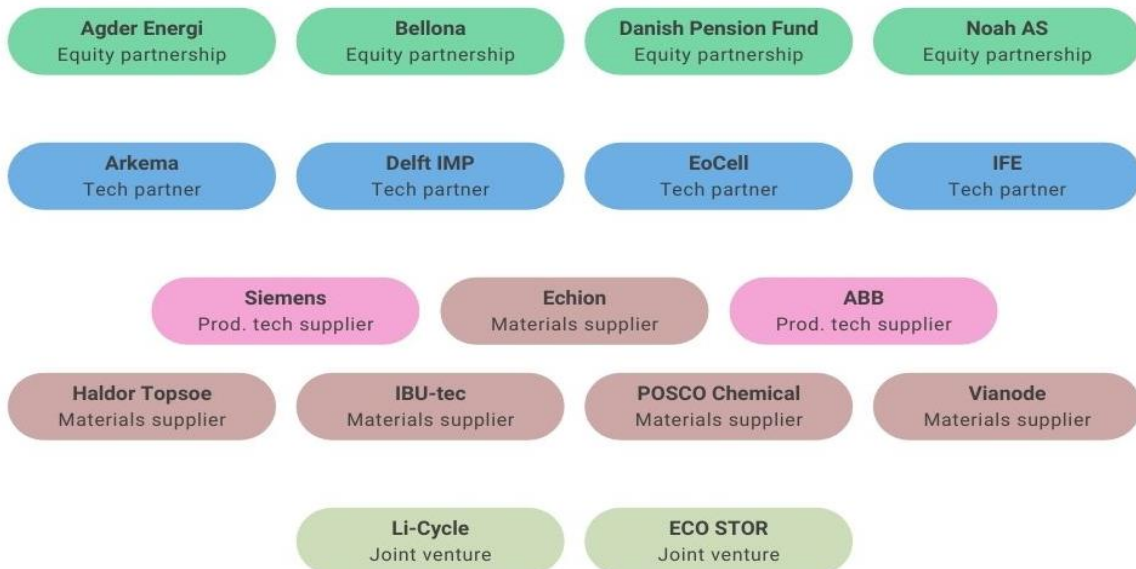 Agder Energi
Equity partnership
Bellona
Equity partnership
Danish Pension Fund
Equity partnership
Noah AS
Equity partnership
Arkema
Tech partner
Delft IMP
Tech partner
EoCell
Tech partner
IFE
Tech partner
Siemens
Prod. tech supplier
Echion
Materials supplier
ABB
Prod. tech supplier
Haldor Topsoe
Materials supplier
IBU-tec
Materials supplier
POSCO Chemical
Materials supplier
Vianode
Materials supplier
Li-Cycle
Joint venture
ECO STOR
Joint venture